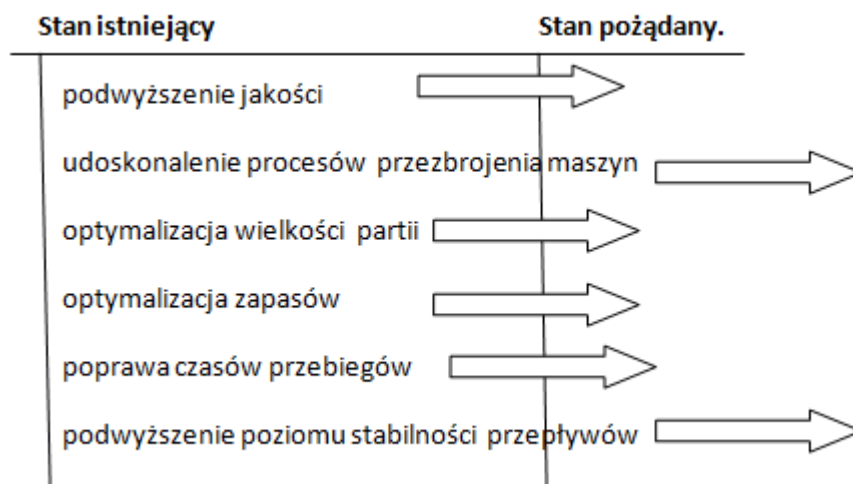 Stan istniejący Stan pożądany.
podwyższenie jakości
udoskonalenie procesów przezbrojenia maszyn
optymalizacja wielkości partii
optymalizacja zapasów
poprawa czasów przebiegów
podwyższenie poziomu stabilności przepływów